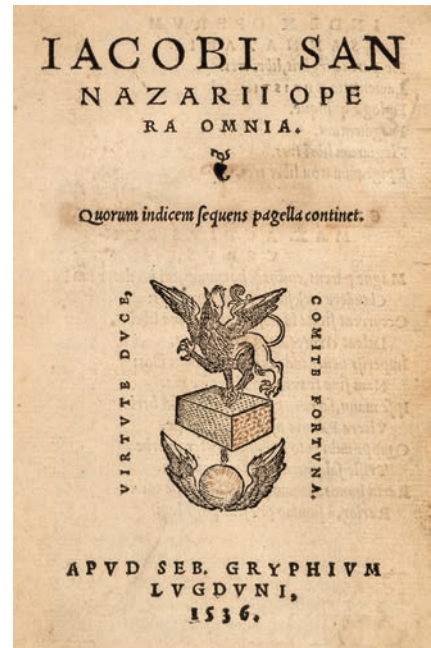 IACOBI SAN
NAZARII OPE
RA OMNIA.
Quorum indicem sequens pagella continet.
VIRTVTE DVCE,
COMITE FORTVNA.
APVD SEB. GRYPHIVM
LVGDVNI,
1536.